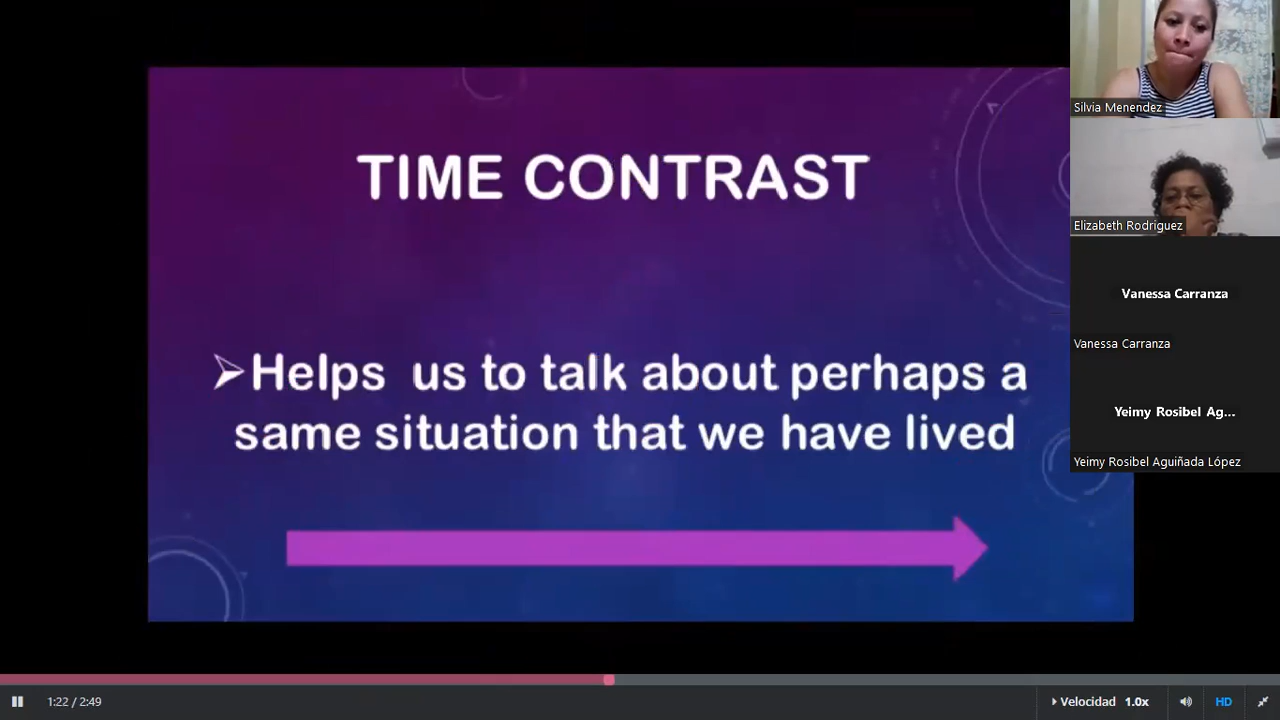 TIME CONTRAST
➢Helps us to talk about perhaps a
same situation that we have lived
Silvia Menendez
Elizabeth Rodriguez
Vanessa Carranza
Vanessa Carranza
Yeimy Rosibel Ag...
Yeimy Rosibel Aguiñada López
1:22 / 2:49
Velocidad 1.0x
HD